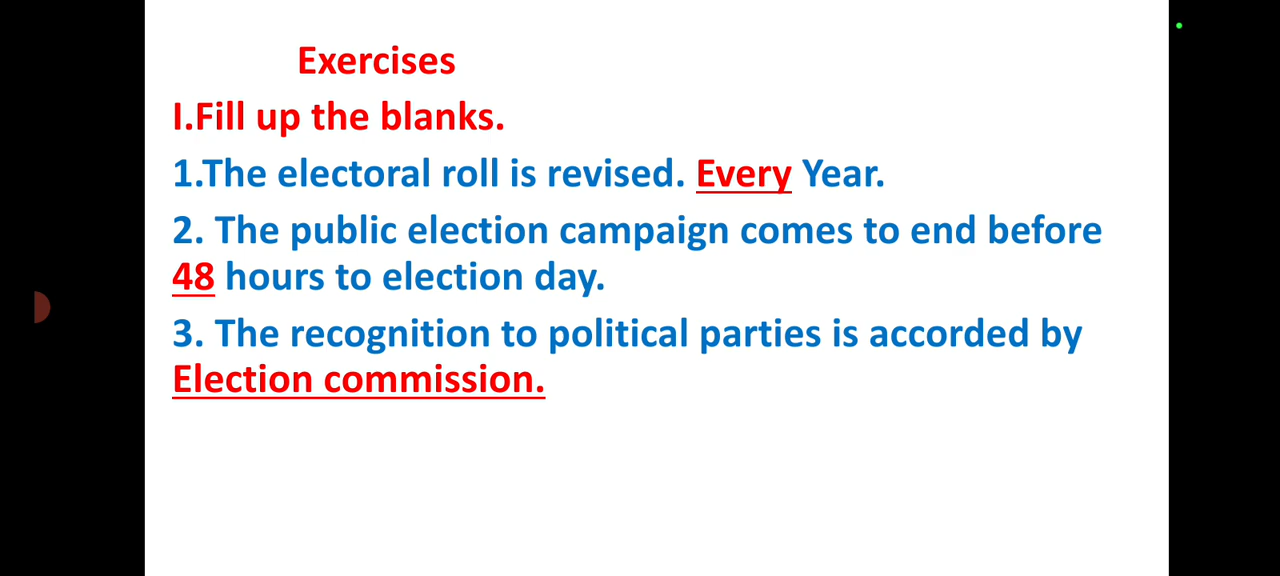 Exercises
I.Fill up the blanks.
1.The electoral roll is revised. Every Year.
2. The public election campaign comes to end before
48 hours to election day.
3. The recognition to political parties is accorded by
Election commission.